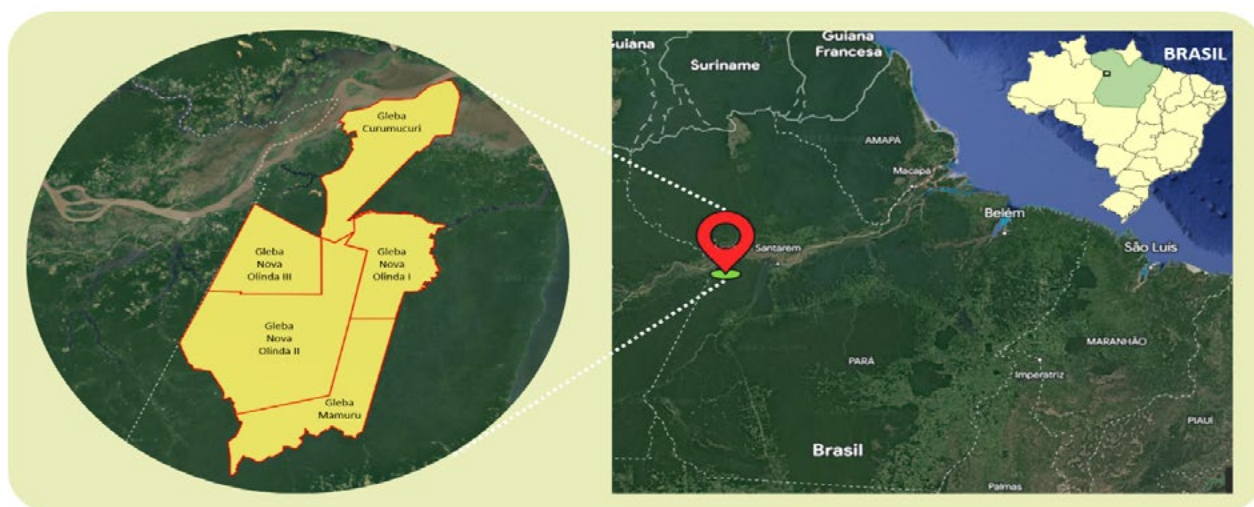 Gleba
Curumucuri
Gleba
Nova
Olinda III
Gleba
Nova
Olinda I
Gleba
Nova
Olinda II
Gleba
Mamuru
Guiana
Suriname
Guiana
Francesa
BRASIL
AMAPÁ
Macapá
Belém
Santarem
São Luís
MARANHÃO
PARÁ
Imperatriz
PIAUÍ
Brasil
Palmas